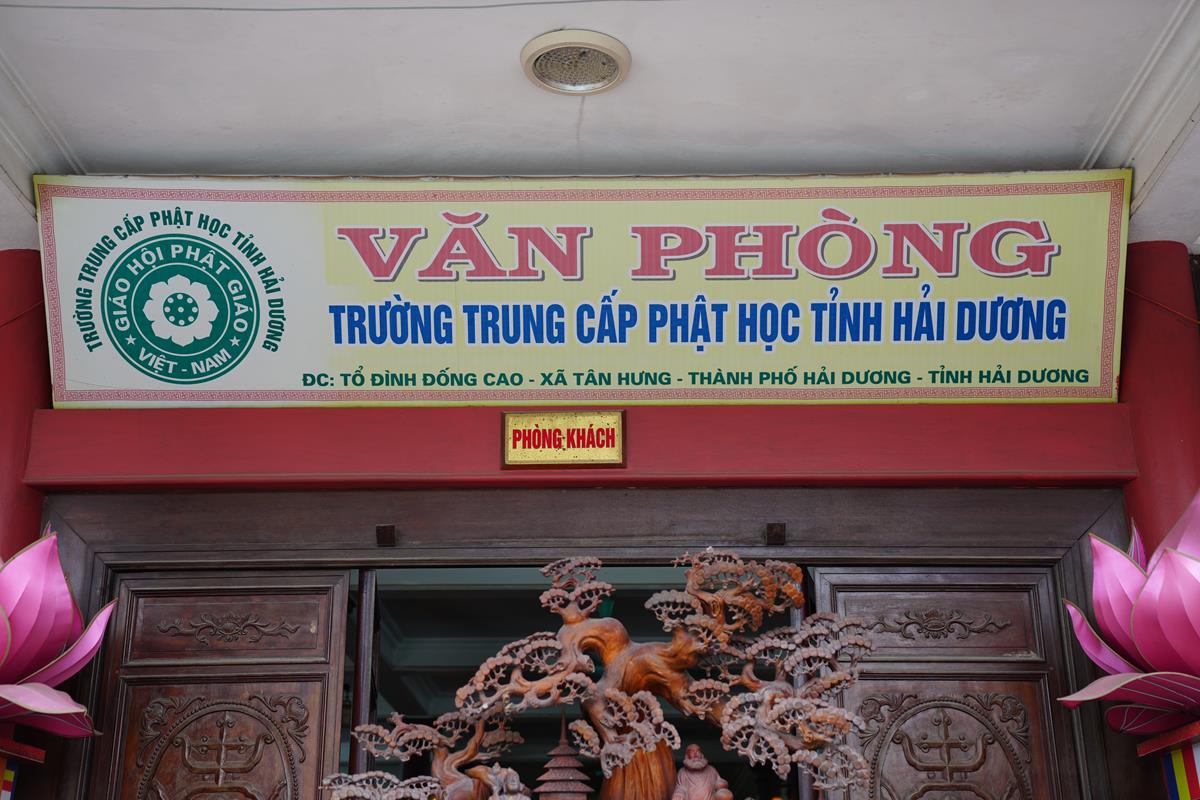 TRƯỜNG TRUNG CẤP PHẬT HỌC TỈNH HẢI DƯƠNG
GIÁO HỘI PHẬT GIÁO
VIỆT - NAM
VĂN PHÒNG
TRƯỜNG TRUNG CẤP PHẬT HỌC TỈNH HẢI DƯƠNG
ĐC: TỔ ĐÌNH ĐỐNG CAO - XÃ TÂN HƯNG - THÀNH PHỐ HẢI DƯƠNG - TỈNH HẢI DƯƠNG
PHÒNG KHÁCH